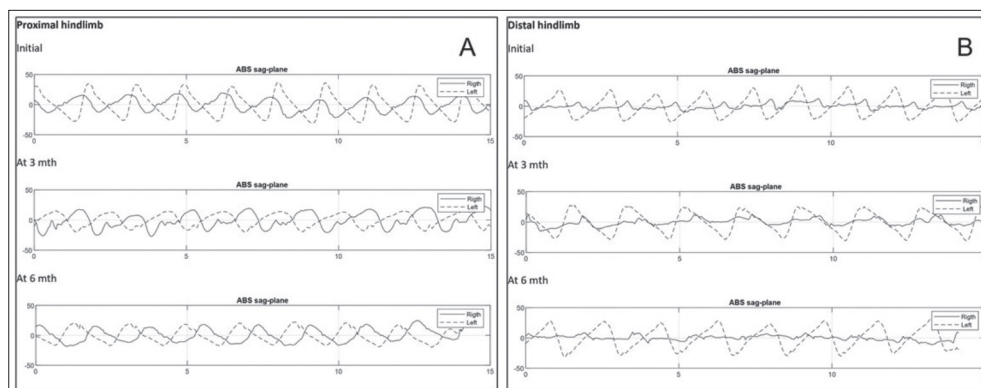 Proximal hindlimb
A
Initial
ABS sag-plane
Rigth
Left
50
0
-50
0
5
10
15
At 3 mth
ABS sag-plane
Rigth
Left
50
0
-50
0
5
10
15
At 6 mth
ABS sag-plane
Rigth
Left
50
0
-50
0
5
10
15
Distal hindlimb
B
Initial
ABS sag-plane
Rigth
Left
50
0
-50
0
5
10
At 3 mth
ABS sag-plane
Rigth
Left
50
0
-50
0
5
10
At 6 mth
ABS sag-plane
Rigth
Left
50
0
-50
0
5
10